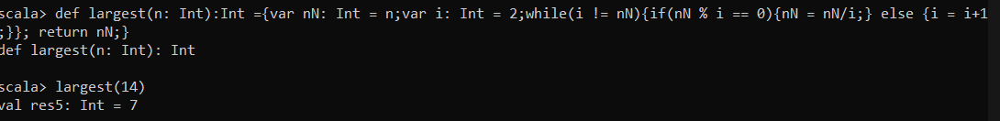 scala> def largest(n: Int):Int ={var nN: Int = n;var i: Int = 2;while(i != nN){if(nN % i == 0){nN = nN/i;} else {i = i+1
;}}; return nN;}
def largest(n: Int): Int
scala> largest(14)
val res5: Int = 7